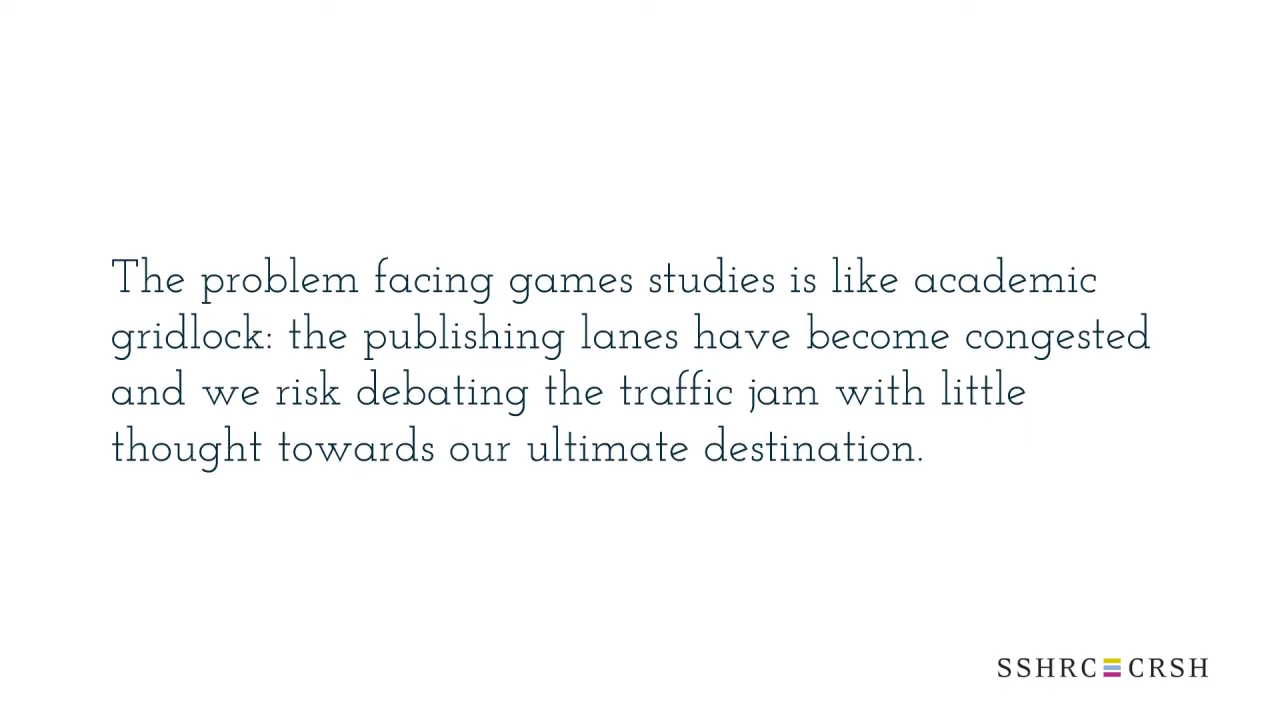 The problem facing games studies is like academic
gridlock: the publishing lanes have become congested
and we risk debating the traffic jam with little
thought towards our ultimate destination.
SSHRC CRSH